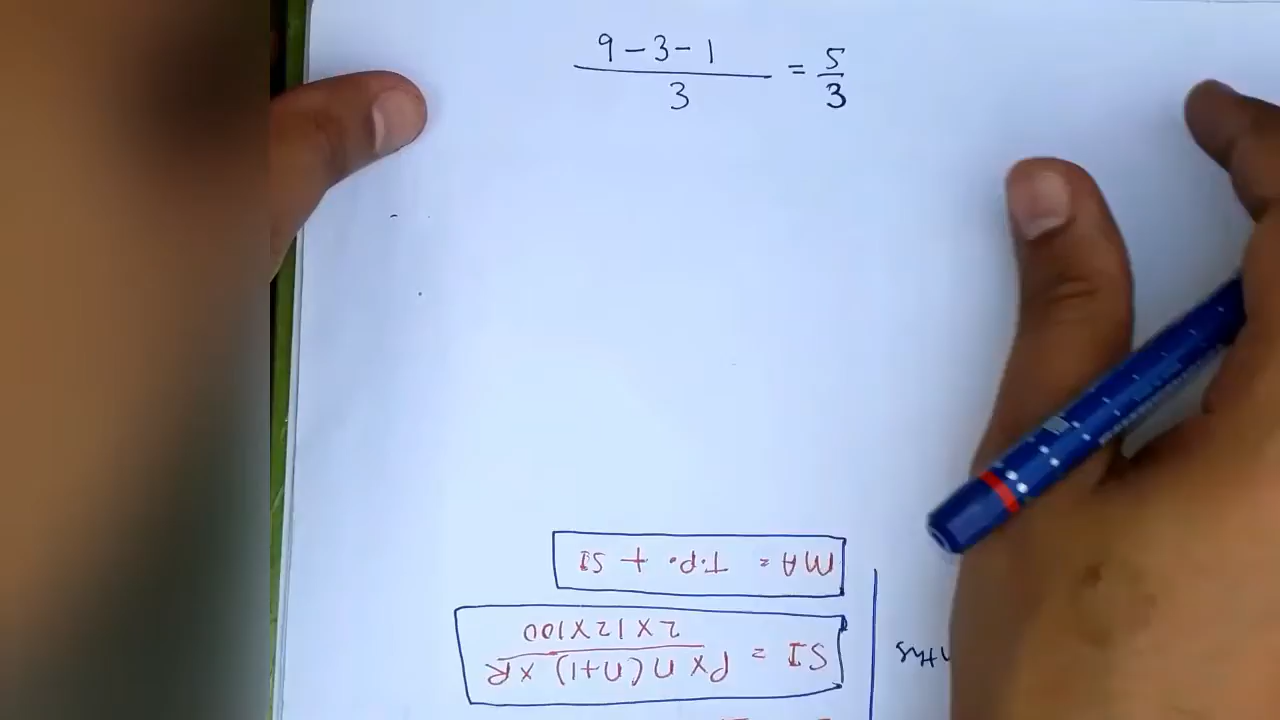 9 - 3 - 1 / 3 = 5 / 3
SI = P x n (n+1) x R / 2 x 12 x 100
MA = T.P. + SI